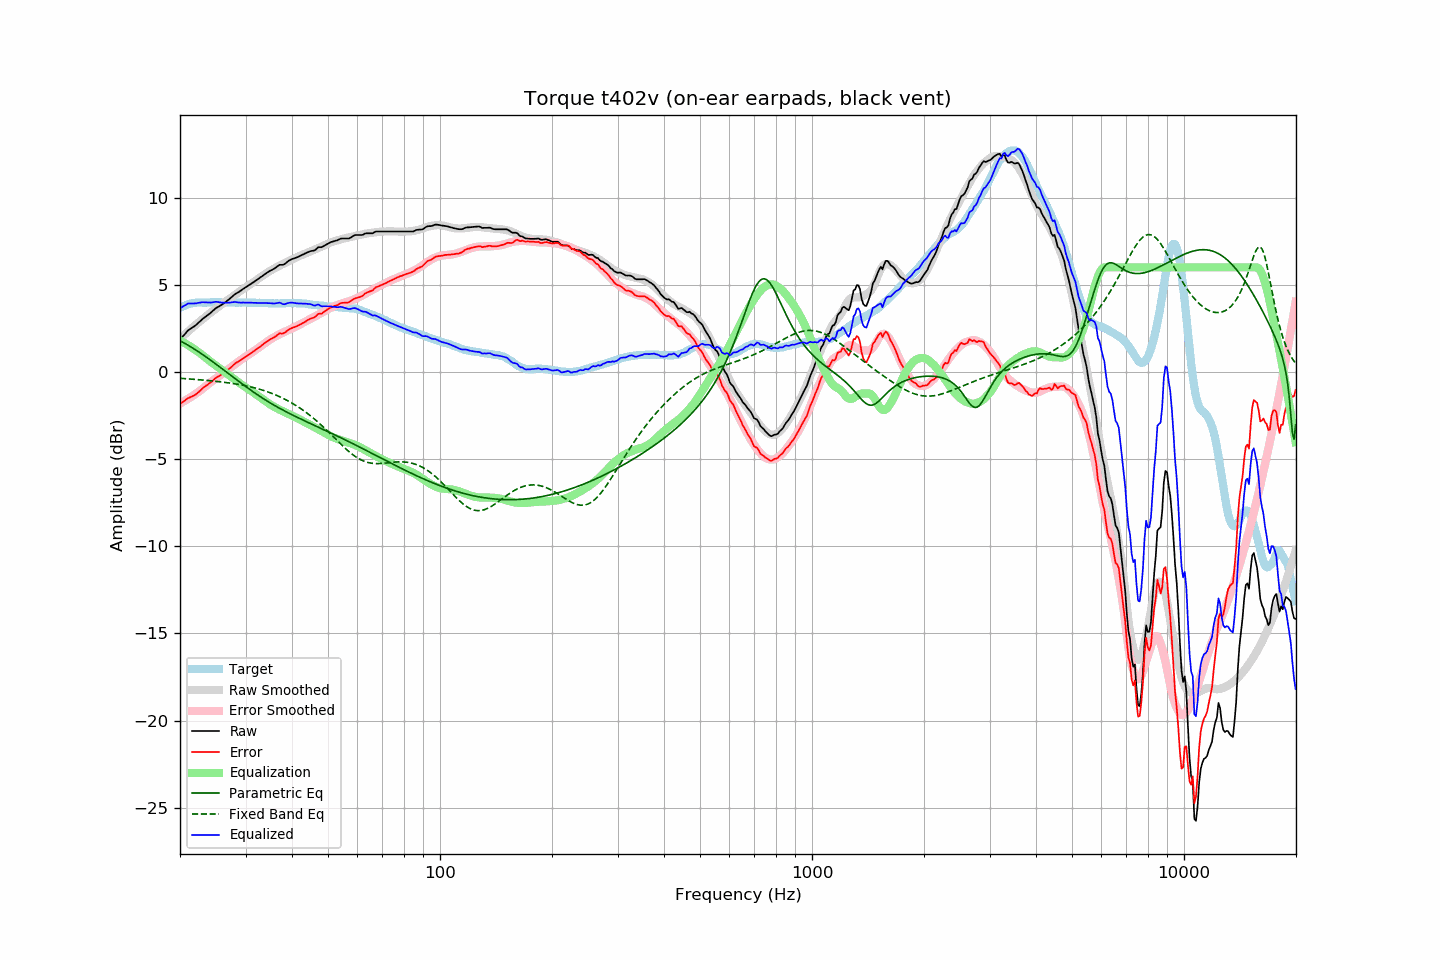 Torque t402v (on-ear earpads, black vent)
Amplitude (dBr)
10
5
0
−5
−10
−15
−20
−25
Target
Raw Smoothed
Error Smoothed
Raw
Error
Equalization
Parametric Eq
Fixed Band Eq
Equalized
100 1000 10000
Frequency (Hz)